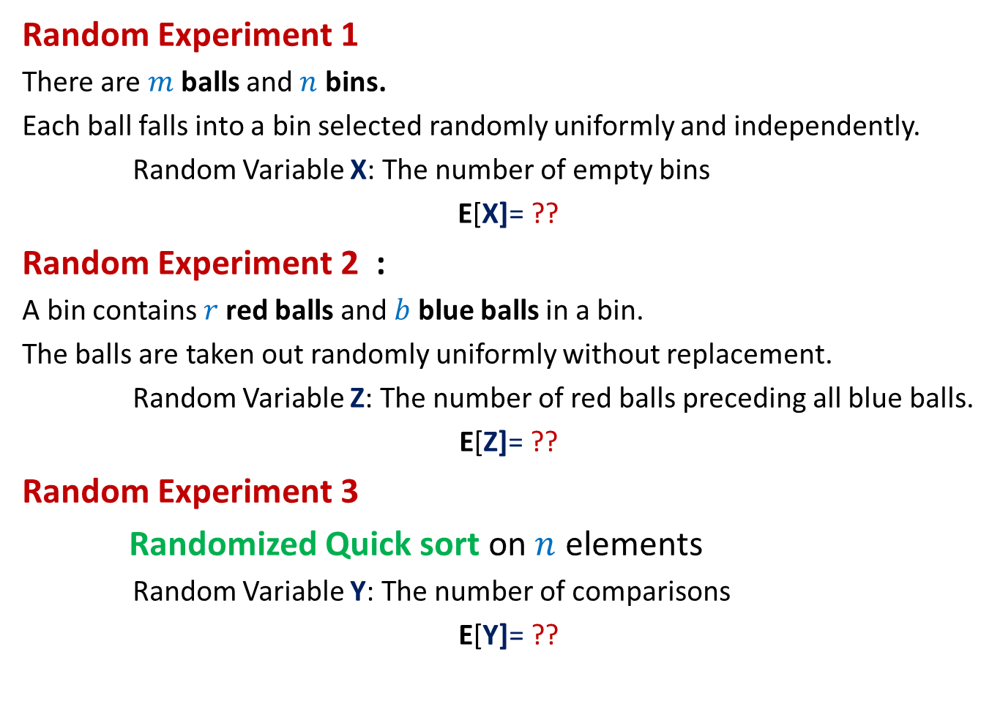 Random Experiment 1
There are m balls and n bins.
Each ball falls into a bin selected randomly uniformly and independently.
Random Variable X: The number of empty bins
E[X]= ??
Random Experiment 2 :
A bin contains r red balls and b blue balls in a bin.
The balls are taken out randomly uniformly without replacement.
Random Variable Z: The number of red balls preceding all blue balls.
E[Z]= ??
Random Experiment 3
Randomized Quick sort on n elements
Random Variable Y: The number of comparisons
E[Y]= ??